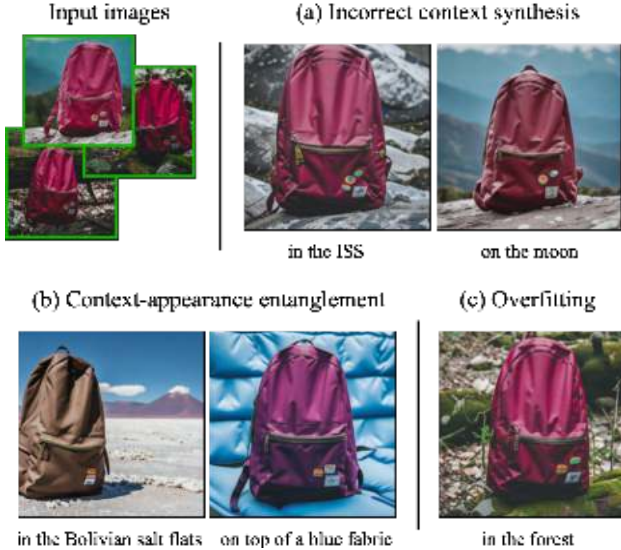 Input images
(a) Incorrect context synthesis
in the ISS
on the moon
(b) Context-appearance entanglement
(c) Overfitting
in the Bolivian salt flats
on top of a blue fabric
in the forest